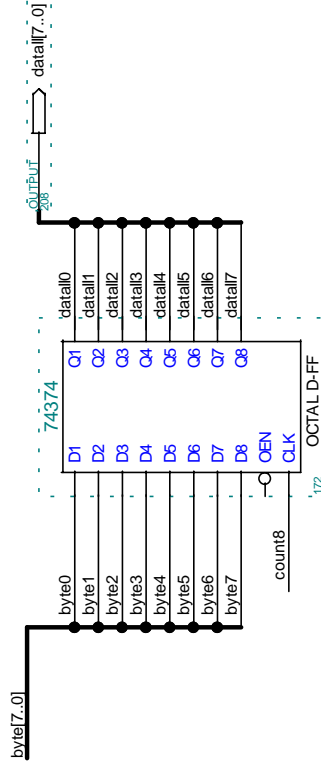 byte[7..0]
byte0
byte1
byte2
byte3
byte4
byte5
byte6
byte7
count8
74374
D1
D2
D3
D4
D5
D6
D7
D8
OEN
CLK
Q1
Q2
Q3
Q4
Q5
Q6
Q7
Q8
OCTAL D-FF
172
datall0
datall1
datall2
datall3
datall4
datall5
datall6
datall7
OUTPUT
208
datall[7..0]